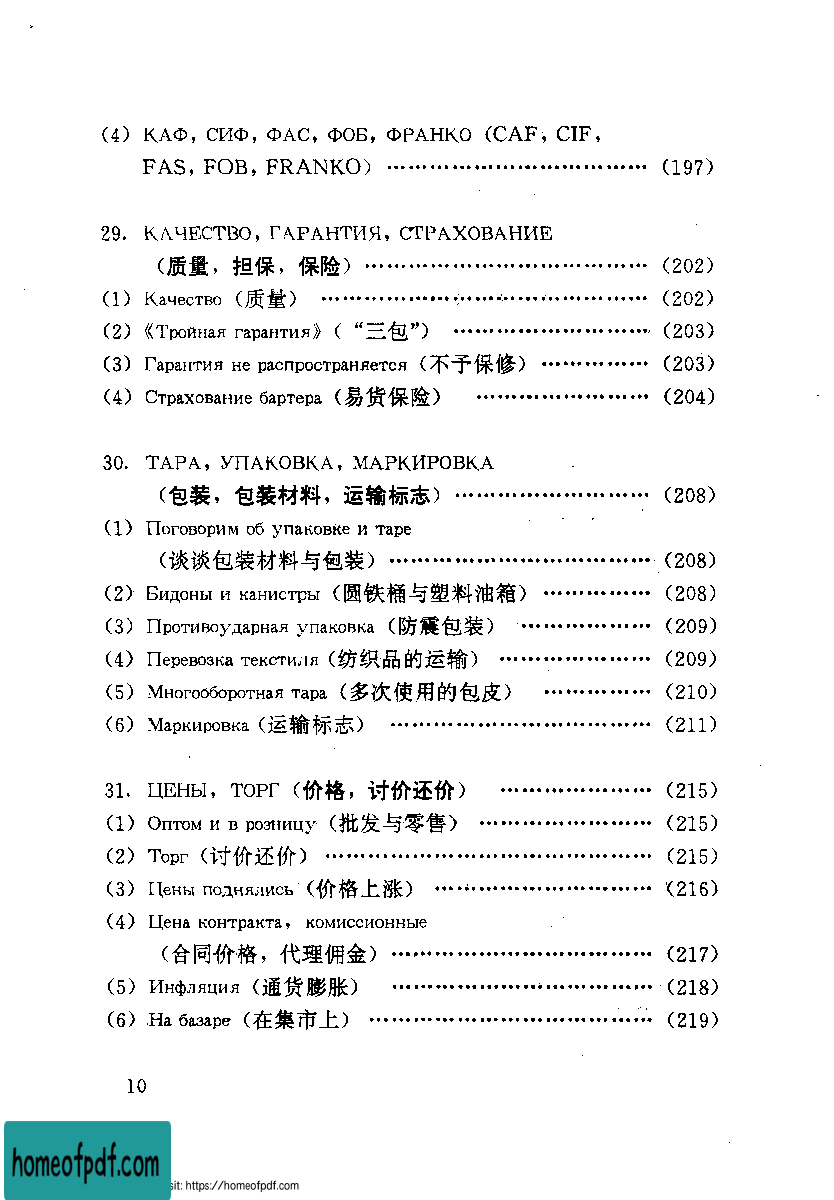 (4) КАФ, СИФ, ФАС, ФОБ, ФРАНКО (CAF, CIF,
FAS, FOB, FRANKO) ……………………………… (197)
29. КАЧЕСТВО, ГАРАНТИЯ, СТРАХОВАНИЕ
(质量, 担保, 保险) ……………………………… (202)
(1) Качество (质量) ……………………………… (202)
(2) 《Тройная гарантия》 ( “三包”) ……………………… (203)
(3) Гарантия не распространяется (不予保修) …………… (203)
(4) Страхование бартера (易货保险) …………………… (204)
30. ТАРА, УПАКОВКА, МАРКИРОВКА
(包装, 包装材料, 运输标志) ……………………… (208)
(1) Поговорим об упаковке и таре
(谈谈包装材料与包装) ……………………………… (208)
(2) Бидоны и канистры (圆铁桶与塑料油箱) …………… (208)
(3) Противоударная упаковка (防震包装) ……………… (209)
(4) Перевозка текстиля (纺织品的运输) ………………… (209)
(5) Многооборотная тара (多次使用的包皮) …………… (210)
(6) Маркировка (运输标志) ……………………………… (211)
31. ЦЕНЫ, ТОРГ (价格, 讨价还价) ………………… (215)
(1) Оптом и в розницу (批发与零售) …………………… (215)
(2) Торг (讨价还价) ……………………………………… (215)
(3) Цены поднялись (价格上涨) ………………………… (216)
(4) Цена контракта, комиссионные
(合同价格, 代理佣金) ……………………………… (217)
(5) Инфляция (通货膨胀) ……………………………… (218)
(6) На базаре (在集市上) ………………………………… (219)
10
homeofpdf.com
sit: https://homeofpdf.com